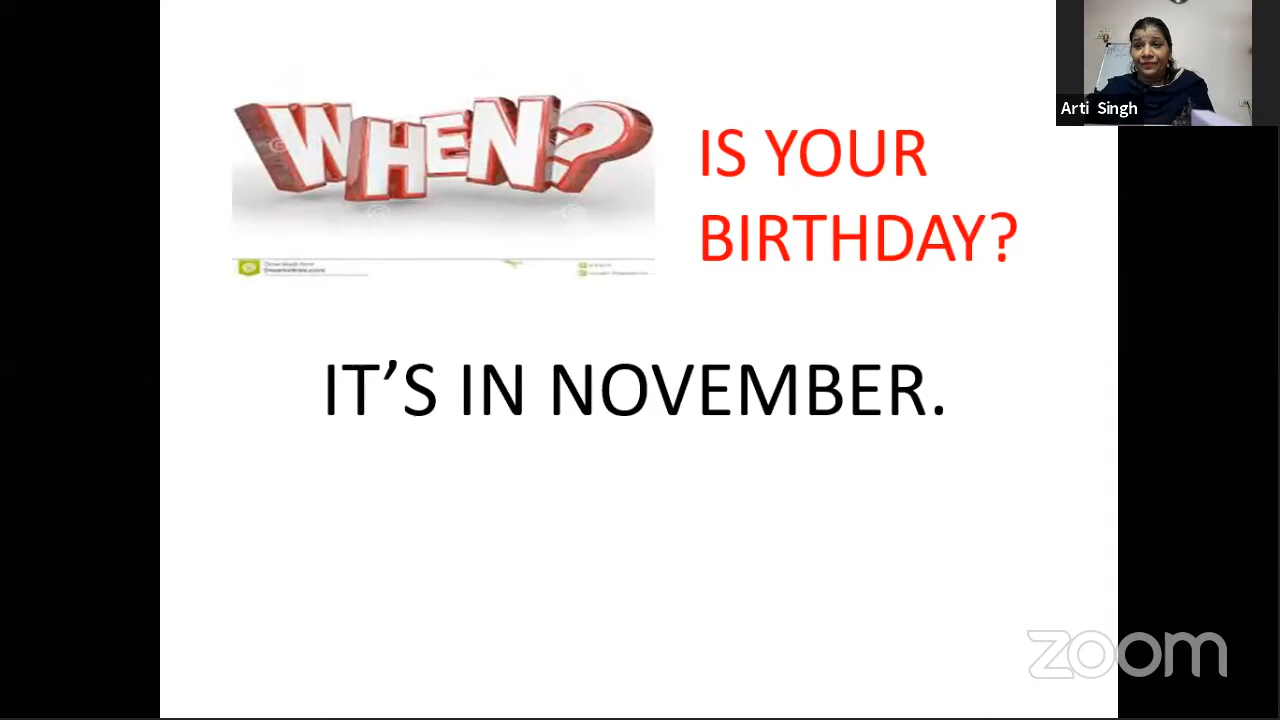 WHEN?
IS YOUR
BIRTHDAY?
IT’S IN NOVEMBER.
Arti Singh
zoom